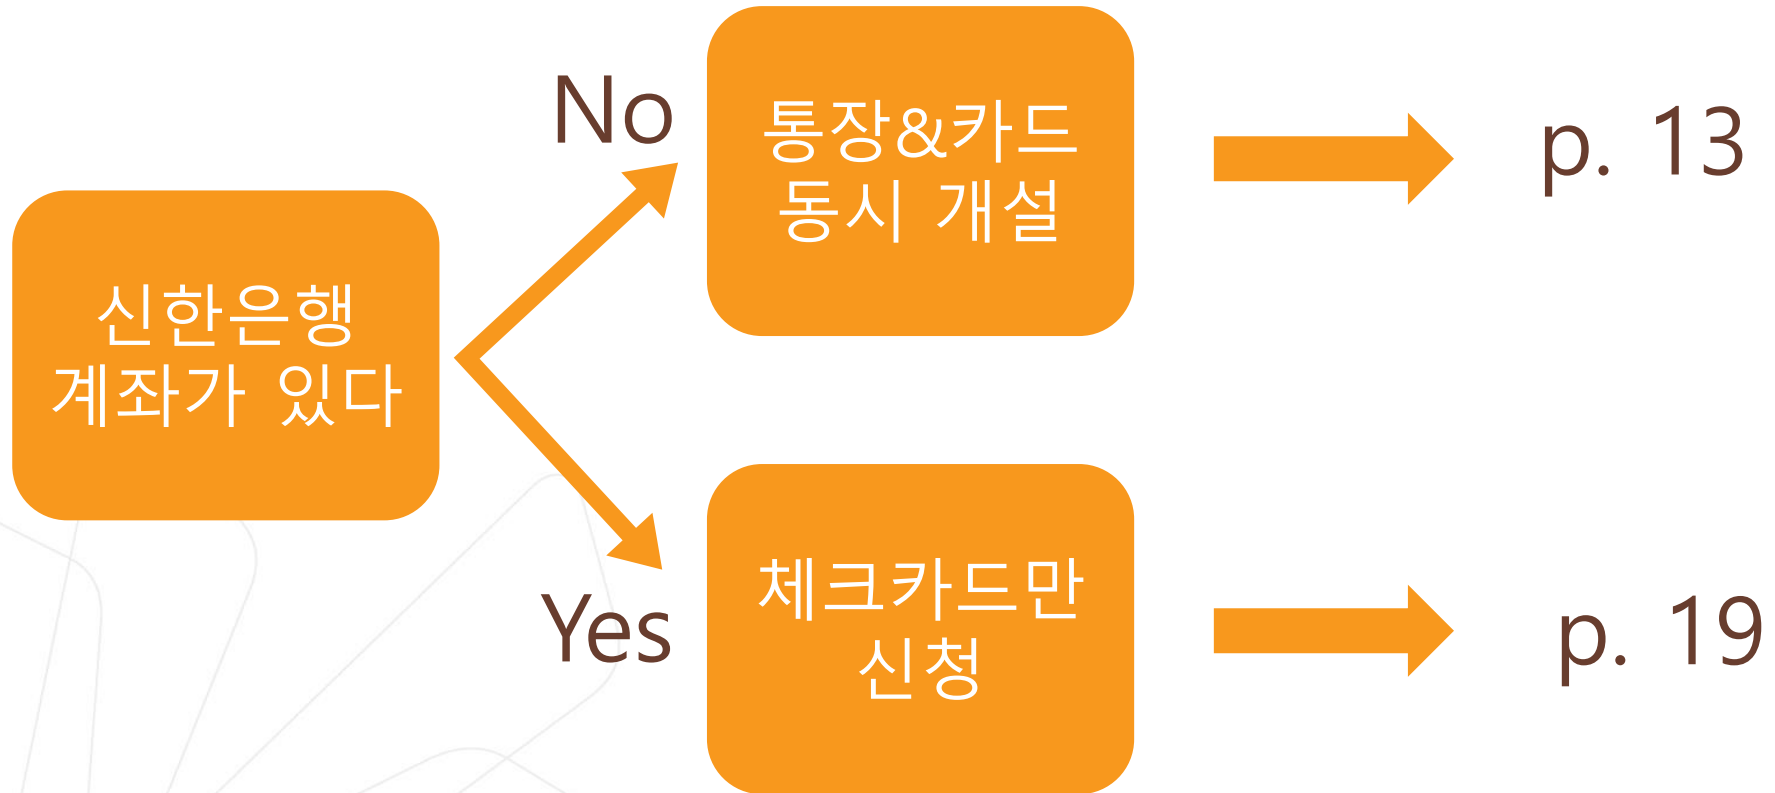 신한은행
계좌가 있다
No
통장&카드
동시 개설
p. 13
Yes
체크카드만
신청
p. 19